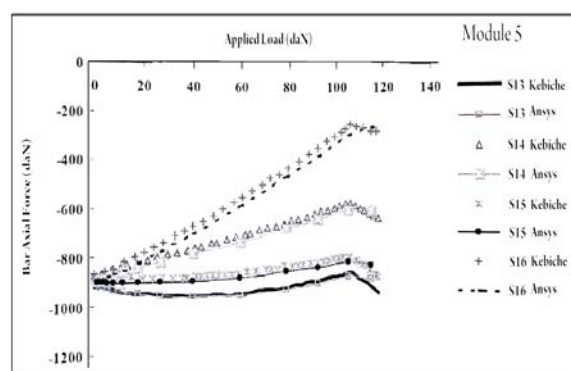 Applied Load (daN)
Module 5
0 20 40 60 80 100 120 140
0
-200
-400
-600
-800
-1000
-1200
Bar Axial Force (daN)
S13 Kebiche
S13 Ansys
S14 Kebiche
S14 Ansys
S15 Kebiche
S15 Ansys
S16 Kebiche
S16 Ansys